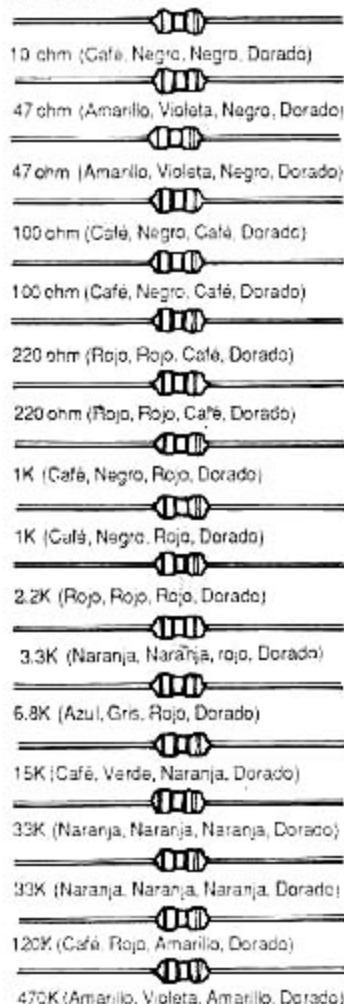 10 ohm (Café, Negro, Negro, Dorado)
47 ohm (Amarillo, Violeta, Negro, Dorado)
47 ohm (Amarillo, Violeta, Negro, Dorado)
100 ohm (Café, Negro, Café, Dorado)
100 ohm (Café, Negro, Café, Dorado)
220 ohm (Rojo, Rojo, Café, Dorado)
220 ohm (Rojo, Rojo, Café, Dorado)
1K (Café, Negro, Rojo, Dorado)
1K (Café, Negro, Rojo, Dorado)
2.2K (Rojo, Rojo, Rojo, Dorado)
3.3K (Naranja, Naranja, rojo, Dorado)
6.8K (Azul, Gris, Rojo, Dorado)
15K (Café, Verde, Naranja, Dorado)
33K (Naranja, Naranja, Naranja, Dorado)
33K (Naranja, Naranja, Naranja, Dorado)
120K (Café, Rojo, Amarillo, Dorado)
470K (Amarillo, Violeta, Amarillo, Dorado)